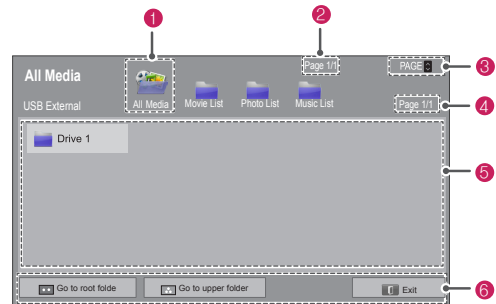 1
2
3
4
5
6
All Media
USB External
All Media
Movie List
Photo List
Music List
Page 1/1
PAGE
Page 1/1
Drive 1
Go to root folde
Go to upper folder
Exit